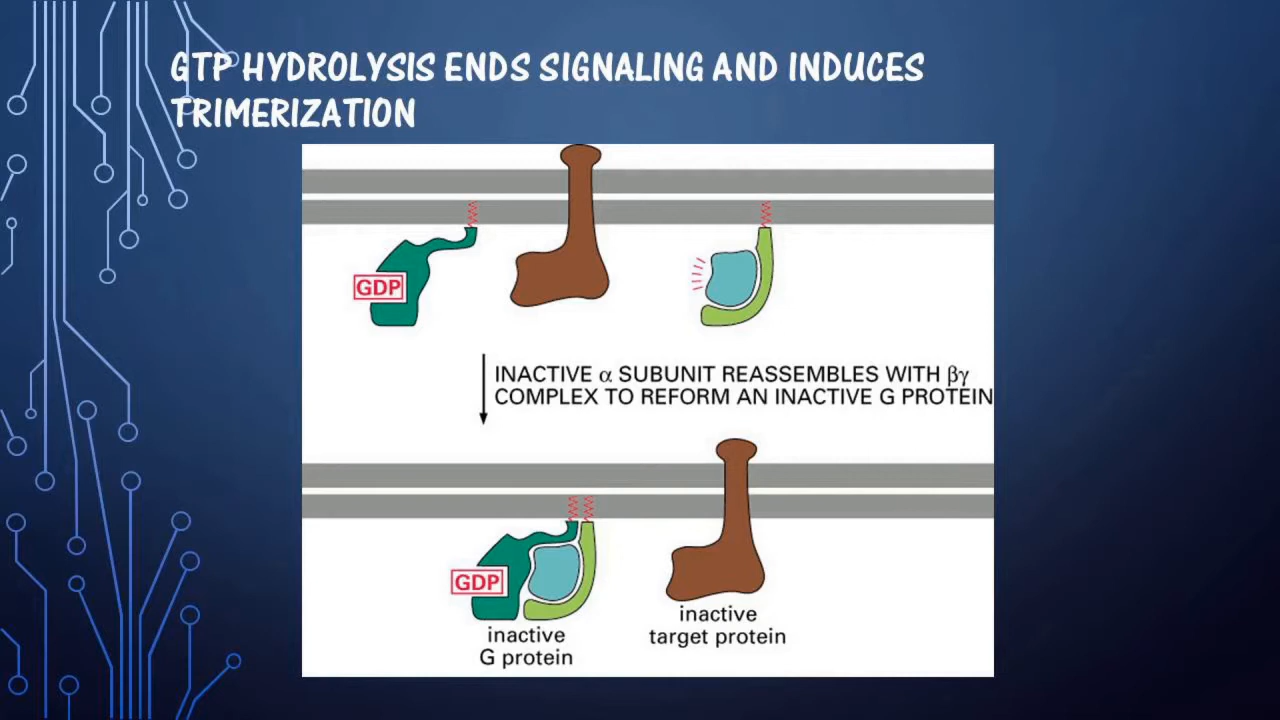 GTP HYDROLYSIS ENDS SIGNALING AND INDUCES
TRIMERIZATION
GDP
INACTIVE α SUBUNIT REASSEMBLES WITH βγ
COMPLEX TO REFORM AN INACTIVE G PROTEIN
GDP
inactive
G protein
inactive
target protein